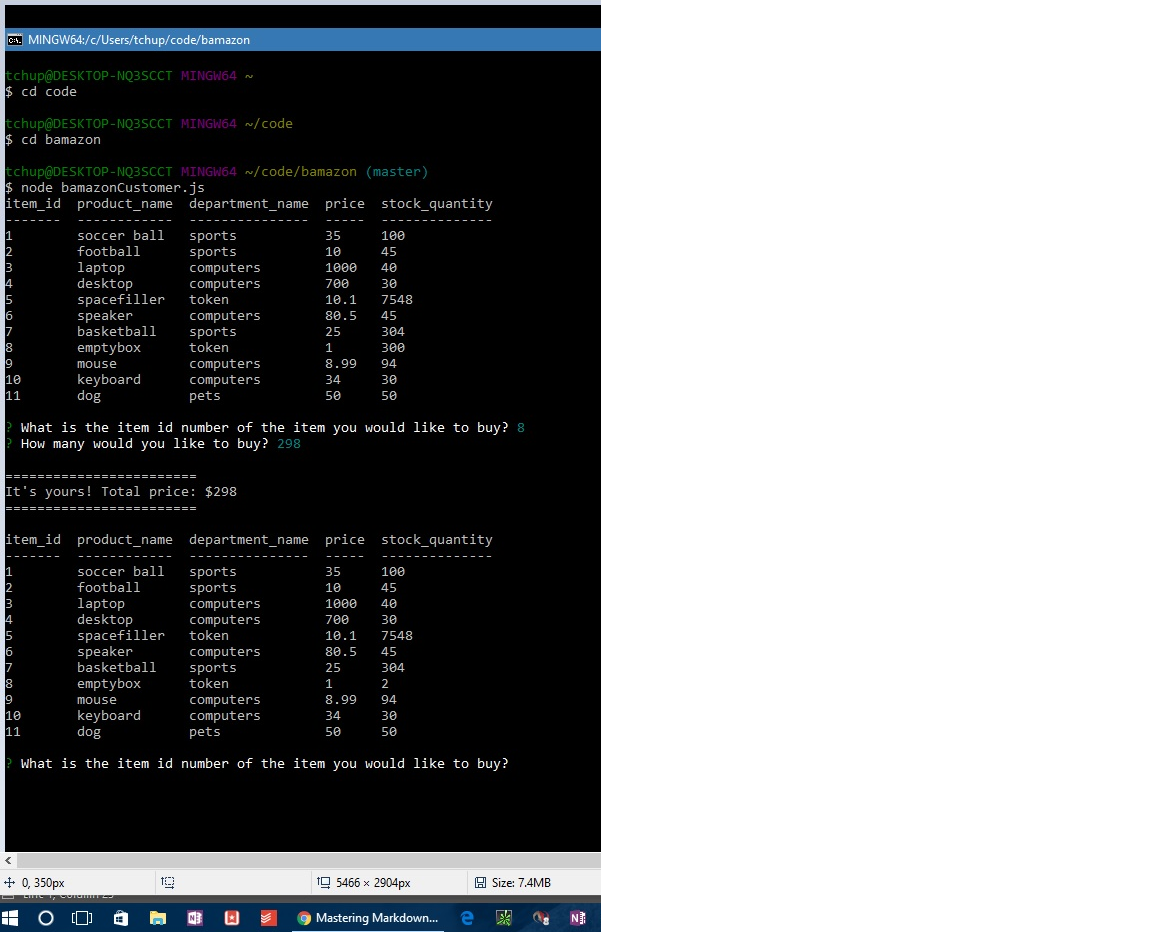 MINGW64:/c/Users/tchup/code/bamazon
tchup@DESKTOP-NQ3SCCT MINGW64 ~
$ cd code
tchup@DESKTOP-NQ3SCCT MINGW64 ~/code
$ cd bamazon
tchup@DESKTOP-NQ3SCCT MINGW64 ~/code/bamazon (master)
$ node bamazonCustomer.js
item_id  product_name  department_name  price  stock_quantity
-------  ------------  ---------------  -----  --------------
1        soccer ball   sports           35     100
2        football      sports           10     45
3        laptop        computers        1000   40
4        desktop       computers        700    30
5        spacefiller   token            10.1   7548
6        speaker       computers        80.5   45
7        basketball    sports           25     304
8        emptybox      token            1      300
9        mouse         computers        8.99   94
10       keyboard      computers        34     30
11       dog           pets             50     50
? What is the item id number of the item you would like to buy? 8
? How many would you like to buy? 298
========================
It's yours! Total price: $298
========================
item_id  product_name  department_name  price  stock_quantity
-------  ------------  ---------------  -----  --------------
1        soccer ball   sports           35     100
2        football      sports           10     45
3        laptop        computers        1000   40
4        desktop       computers        700    30
5        spacefiller   token            10.1   7548
6        speaker       computers        80.5   45
7        basketball    sports           25     304
8        emptybox      token            1      2
9        mouse         computers        8.99   94
10       keyboard      computers        34     30
11       dog           pets             50     50
? What is the item id number of the item you would like to buy?
0, 350px 5466 × 2904px Size: 7.4MB
Mastering Markdown...